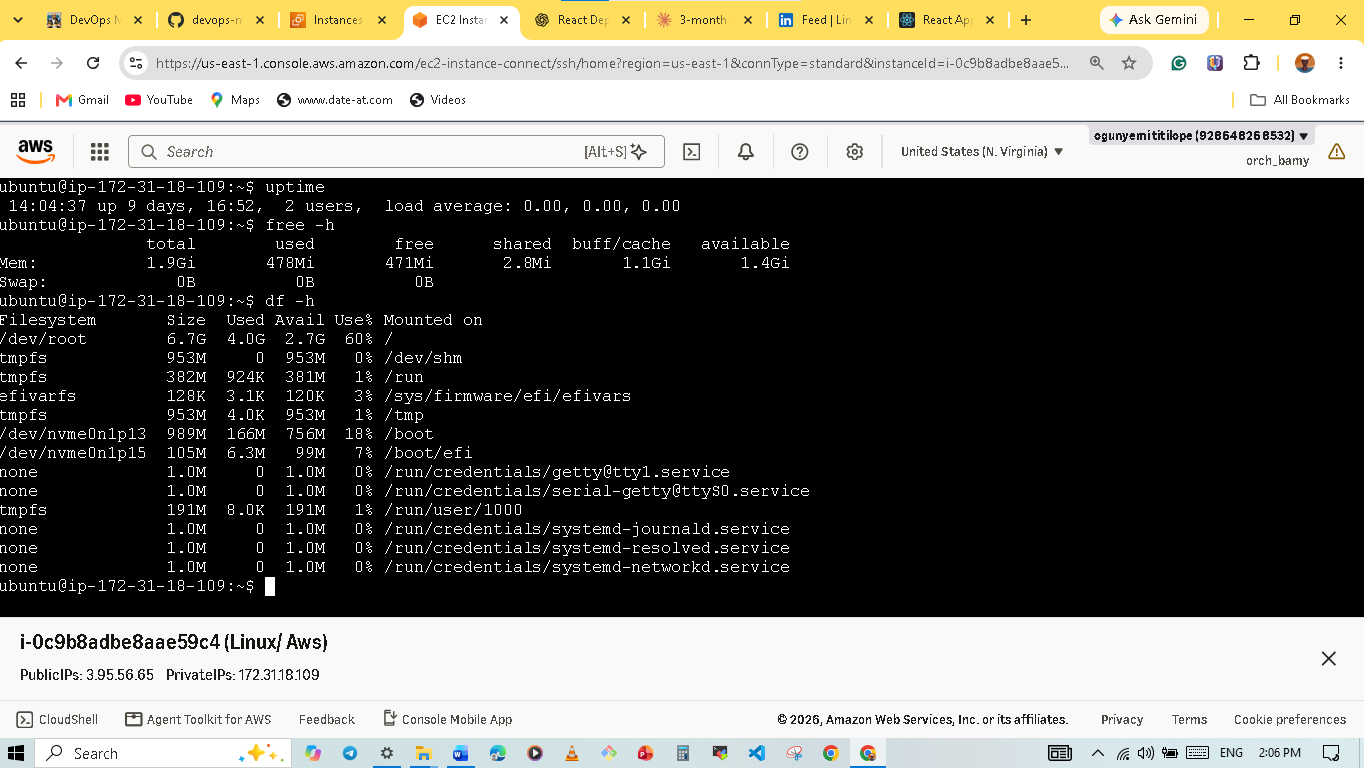 DevOps M
devops-m
Instances
EC2 Insta
React Dep
3-month
Feed | Lin
React App
Ask Gemini
https://us-east-1.console.aws.amazon.com/ec2-instance-connect/ssh/home?region=us-east-1&connType=standard&instanceId=i-0c9b8adbe8aae5...
Gmail
YouTube
Maps
www.date-at.com
Videos
All Bookmarks
aws
Search
[Alt+S]
United States (N. Virginia)
ogunyemititilope (928648268532)
orch_bamy
ubuntu@ip-172-31-18-109:~$ uptime
14:04:37 up 9 days, 16:52, 2 users, load average: 0.00, 0.00, 0.00
ubuntu@ip-172-31-18-109:~$ free -h
total used free shared buff/cache available
Mem: 1.9Gi 478Mi 471Mi 2.8Mi 1.1Gi 1.4Gi
Swap: 0B 0B 0B
ubuntu@ip-172-31-18-109:~$ df -h
Filesystem Size Used Avail Use% Mounted on
/dev/root 6.7G 4.0G 2.7G 60% /
tmpfs 953M 0 953M 0% /dev/shm
tmpfs 382M 924K 381M 1% /run
efivarfs 128K 3.1K 120K 3% /sys/firmware/efi/efivars
tmpfs 953M 4.0K 953M 1% /tmp
/dev/nvme0n1p13 989M 166M 756M 18% /boot
/dev/nvme0n1p15 105M 6.3M 99M 7% /boot/efi
none 1.0M 0 1.0M 0% /run/credentials/getty@tty1.service
none 1.0M 0 1.0M 0% /run/credentials/serial-getty@ttyS0.service
tmpfs 191M 8.0K 191M 1% /run/user/1000
none 1.0M 0 1.0M 0% /run/credentials/systemd-journald.service
none 1.0M 0 1.0M 0% /run/credentials/systemd-resolved.service
none 1.0M 0 1.0M 0% /run/credentials/systemd-networkd.service
ubuntu@ip-172-31-18-109:~$
i-0c9b8adbe8aae59c4 (Linux/ Aws)
PublicIPs: 3.95.56.65 PrivateIPs: 172.31.18.109
CloudShell
Agent Toolkit for AWS
Feedback
Console Mobile App
© 2026, Amazon Web Services, Inc. or its affiliates.
Privacy
Terms
Cookie preferences
Search
ENG
2:06 PM